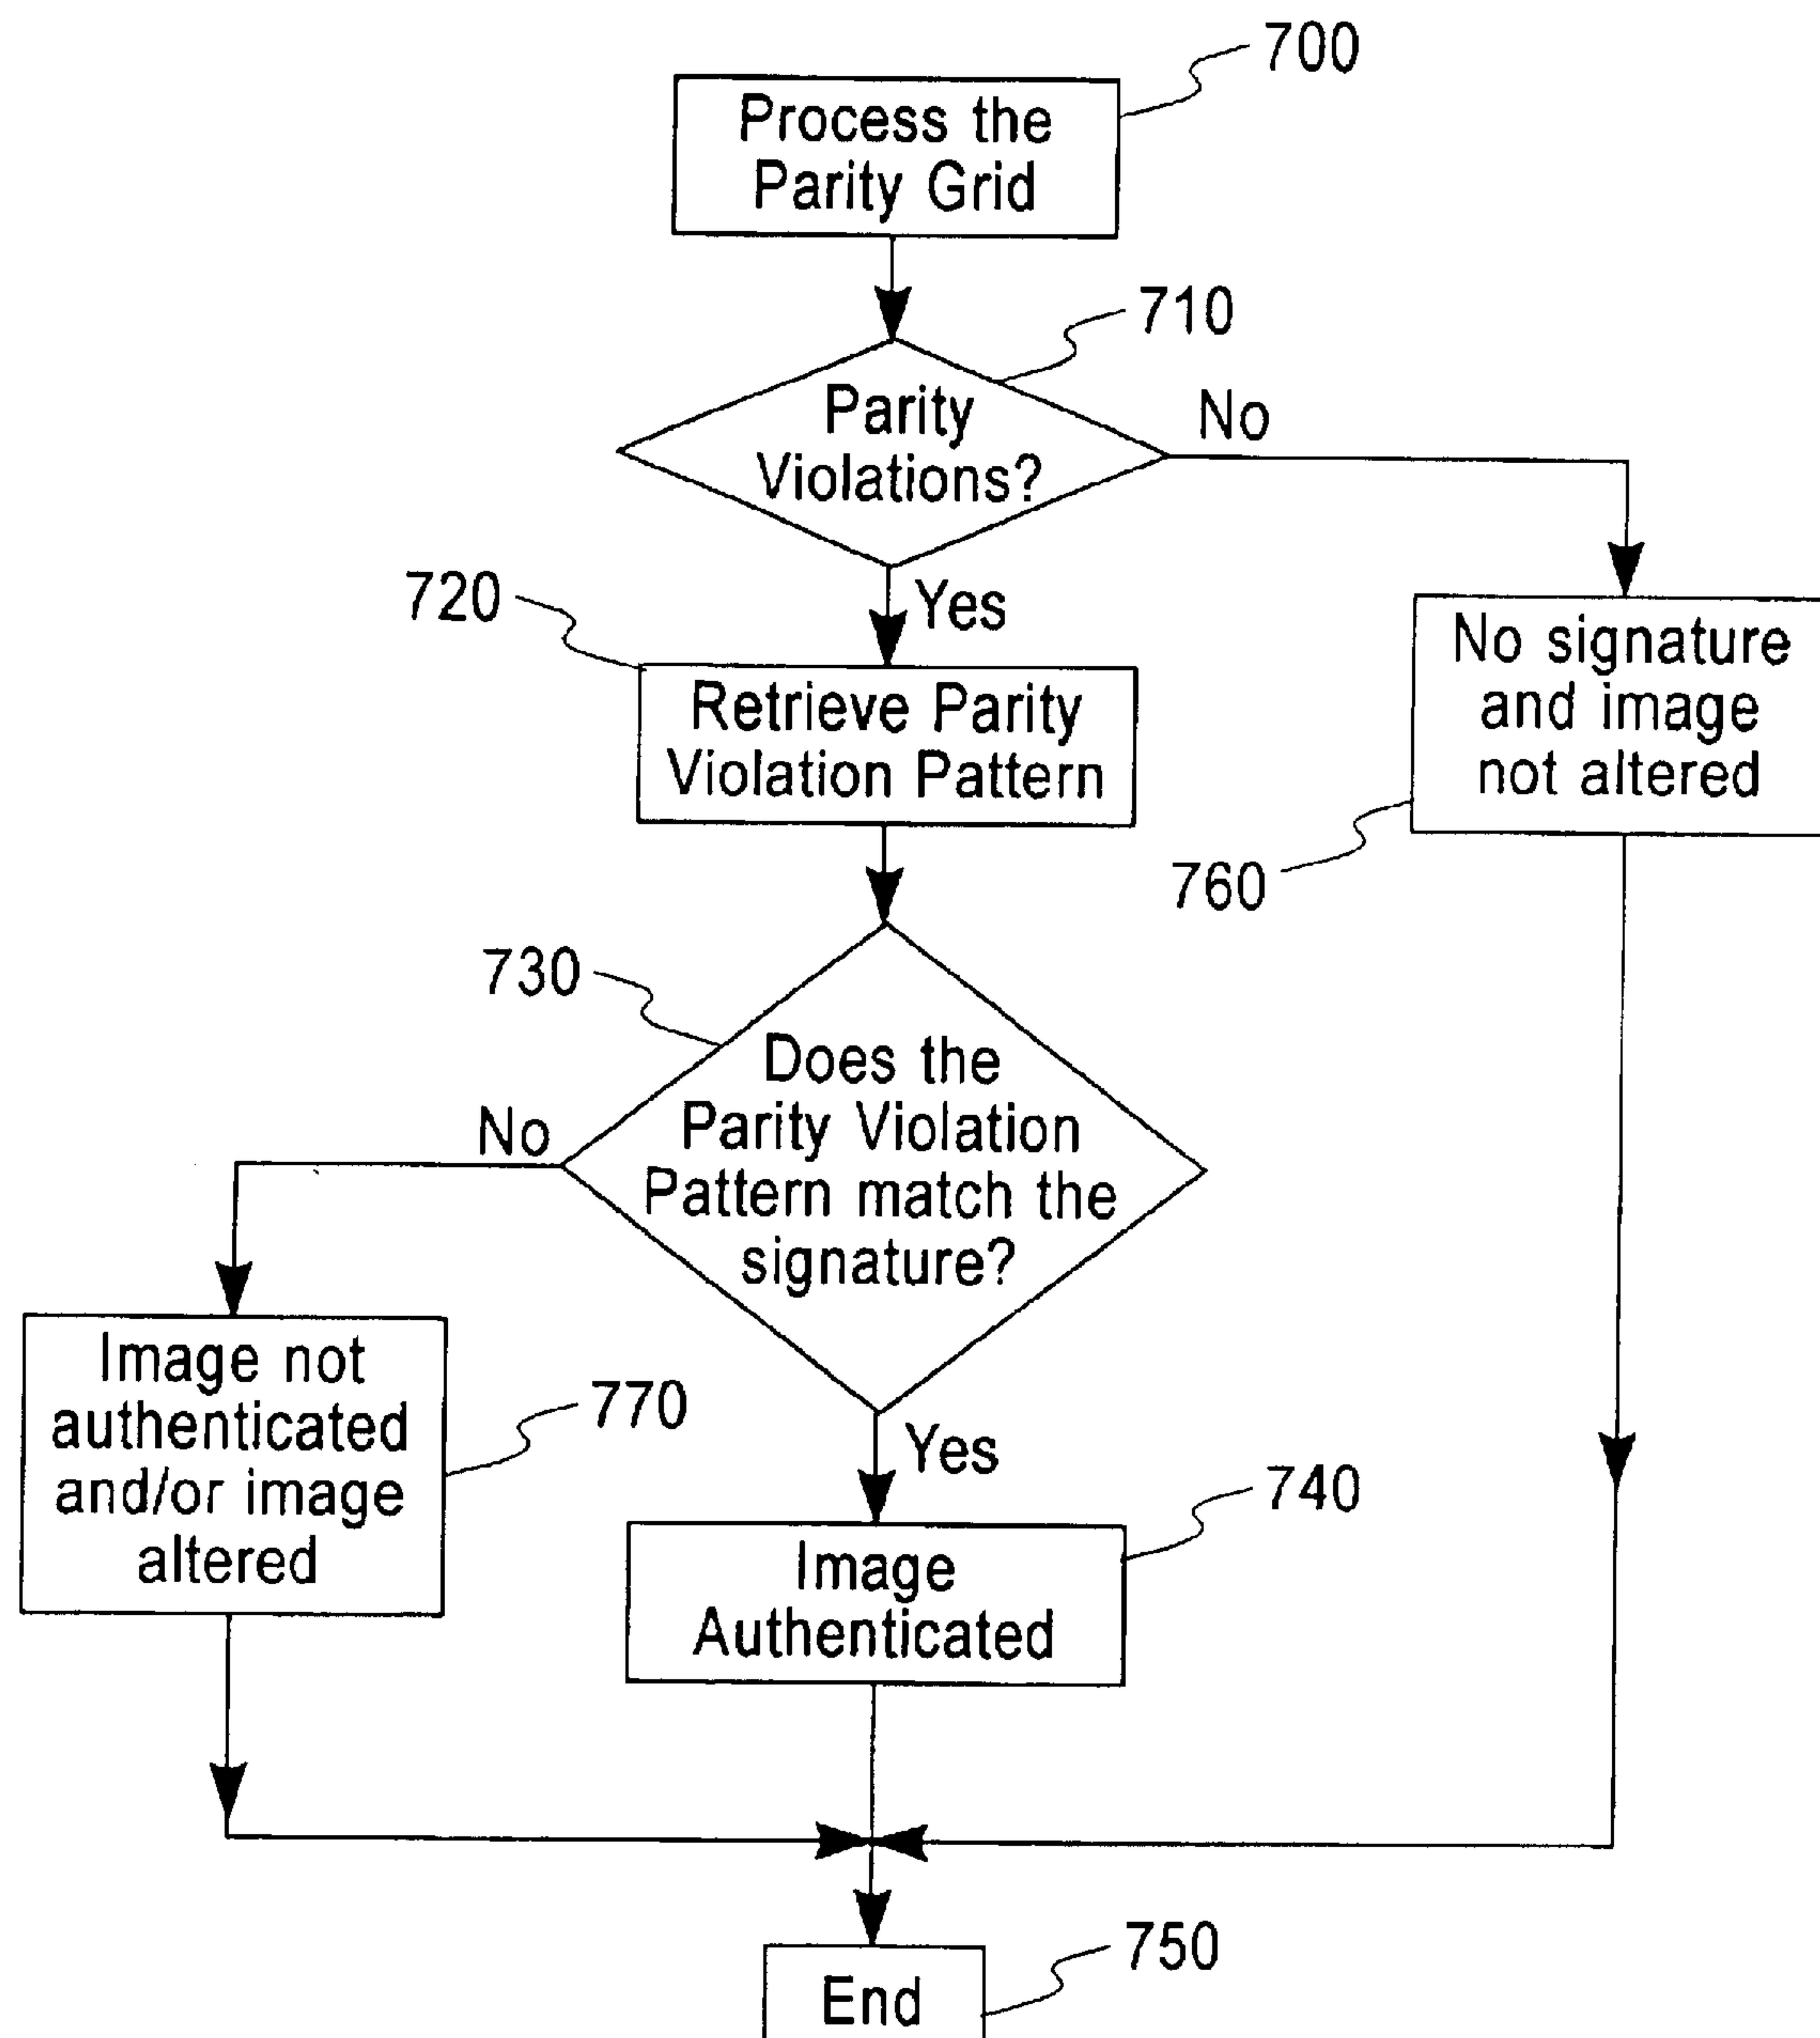 700
Process the
Parity Grid
710
Parity
Violations?
No
Yes
720
Retrieve Parity
Violation Pattern
No signature
and image
not altered
760
730
Does the
Parity Violation
Pattern match the
signature?
No
Yes
Image not
authenticated
and/or image
altered
770
740
Image
Authenticated
750
End